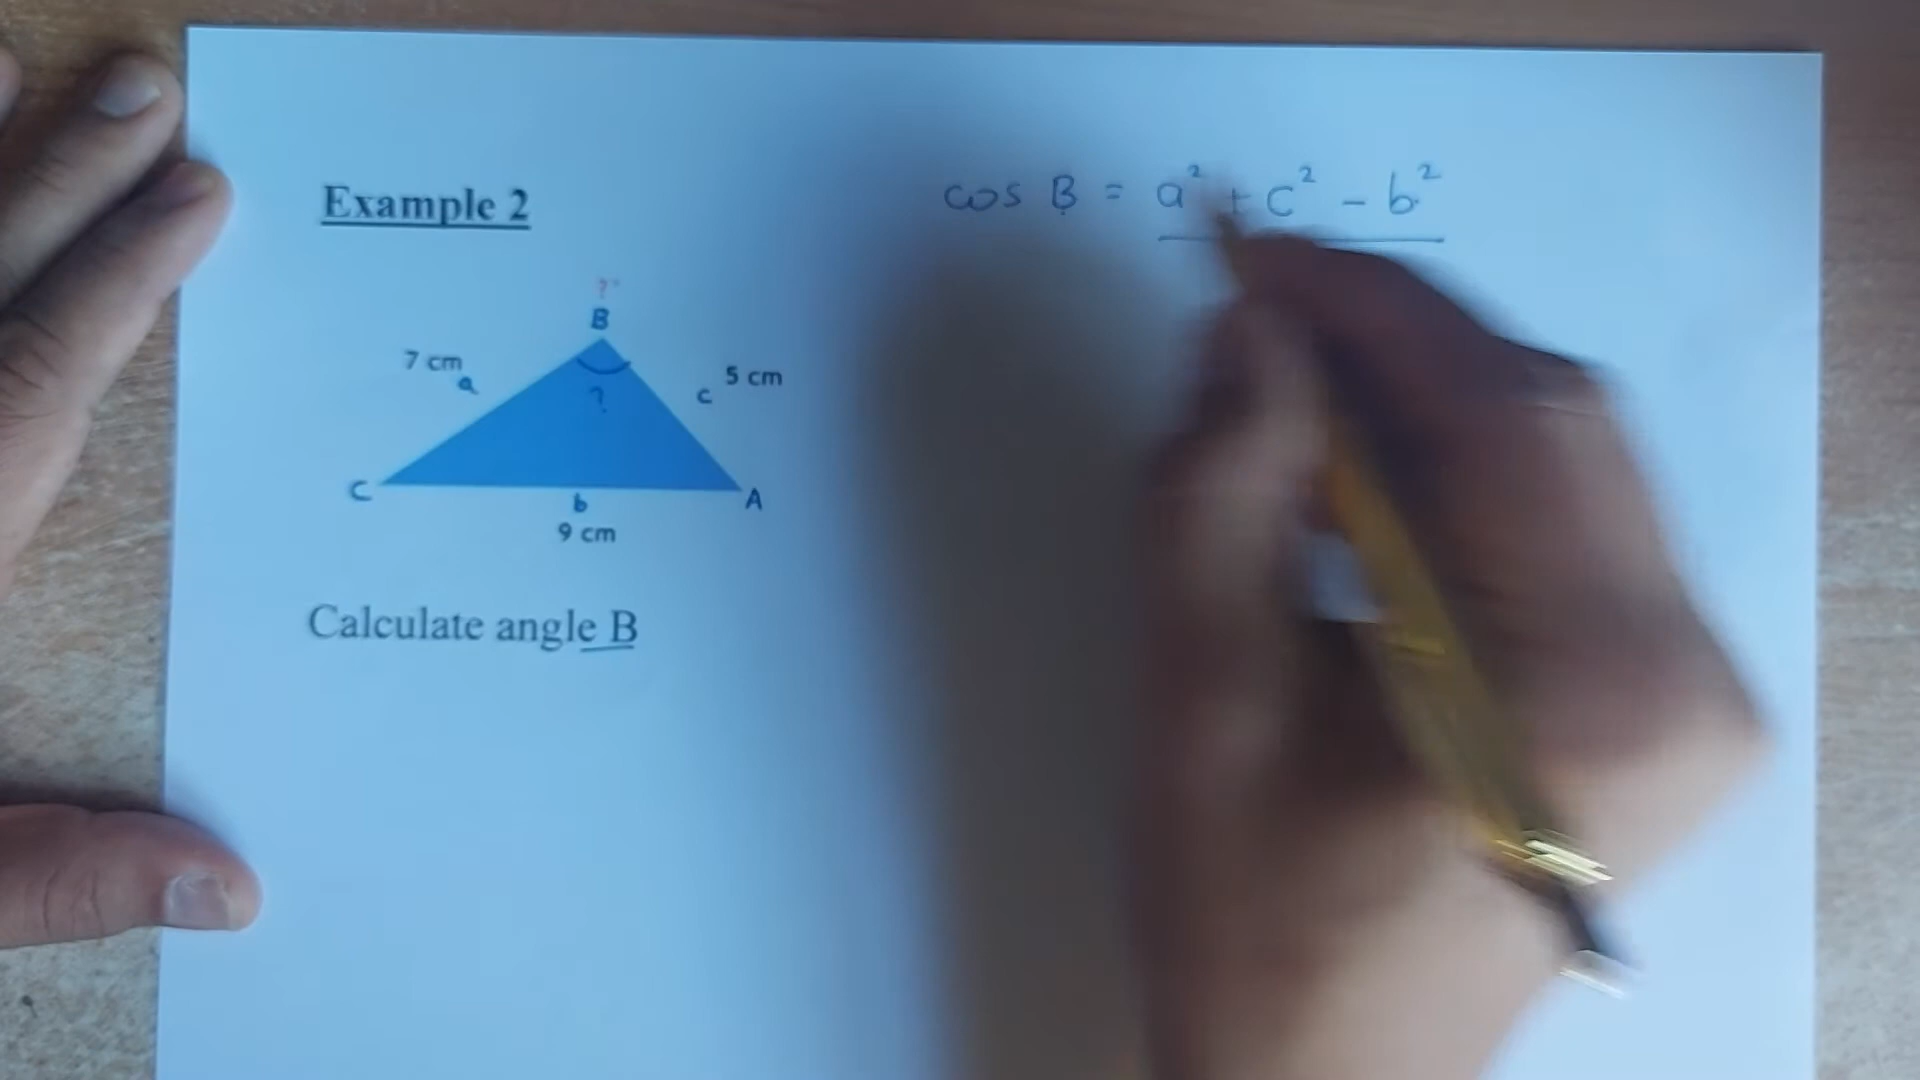 Example 2
cos B = a² + c² - b²
?°
B
7 cm
a
c
5 cm
?
C
b
A
9 cm
Calculate angle B